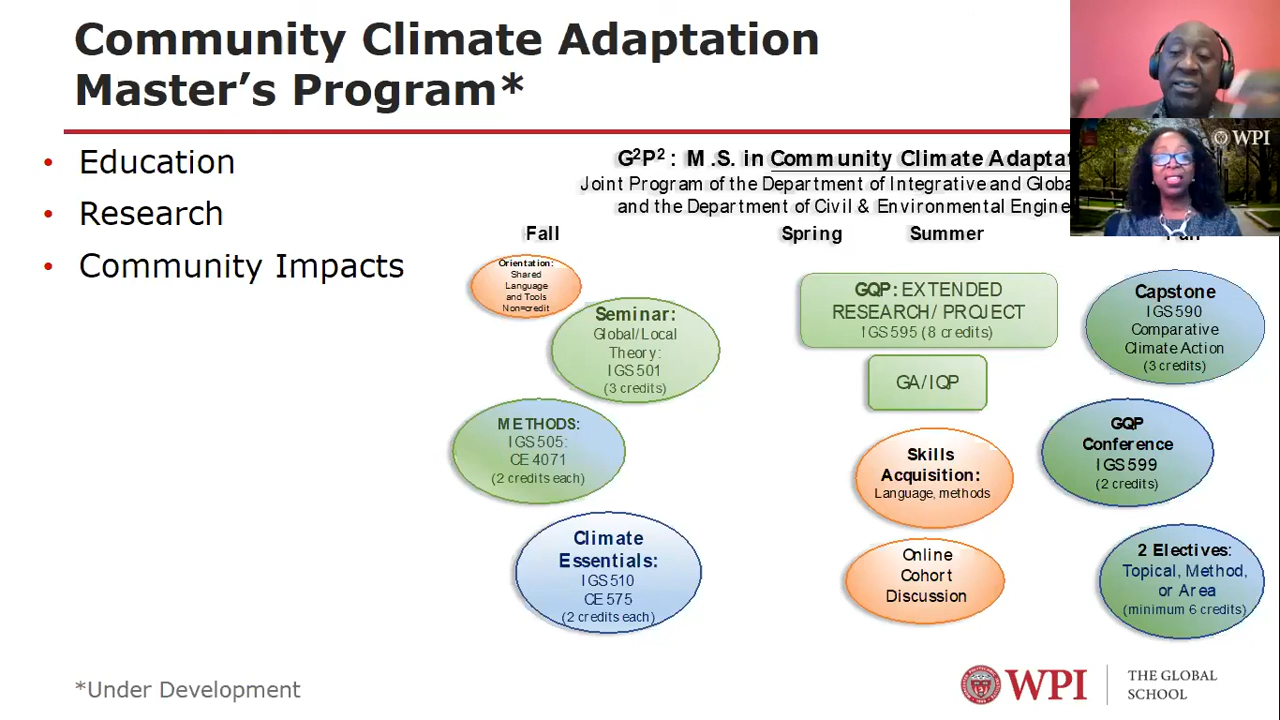 Community Climate Adaptation
Master's Program*
• Education
• Research
• Community Impacts
G²P² : M .S. in Community Climate Adaptat
Joint Program of the Department of Integrative and Globa
and the Department of Civil & Environmental Engine
Fall
Spring
Summer
Orientation:
Shared
Language
and Tools
Non=credit
Seminar:
Global/Local
Theory:
IGS 501
(3 credits)
METHODS:
IGS 505:
CE 4071
(2 credits each)
Climate
Essentials:
IGS 510
CE 575
(2 credits each)
GQP: EXTENDED
RESEARCH/ PROJECT
IGS 595 (8 credits)
GA/IQP
Skills
Acquisition:
Language, methods
Online
Cohort
Discussion
Capstone
IGS 590
Comparative
Climate Action
(3 credits)
GQP
Conference
IGS 599
(2 credits)
2 Electives:
Topical, Method,
or Area
(minimum 6 credits)
*Under Development
WPI
THE GLOBAL
SCHOOL
WPI